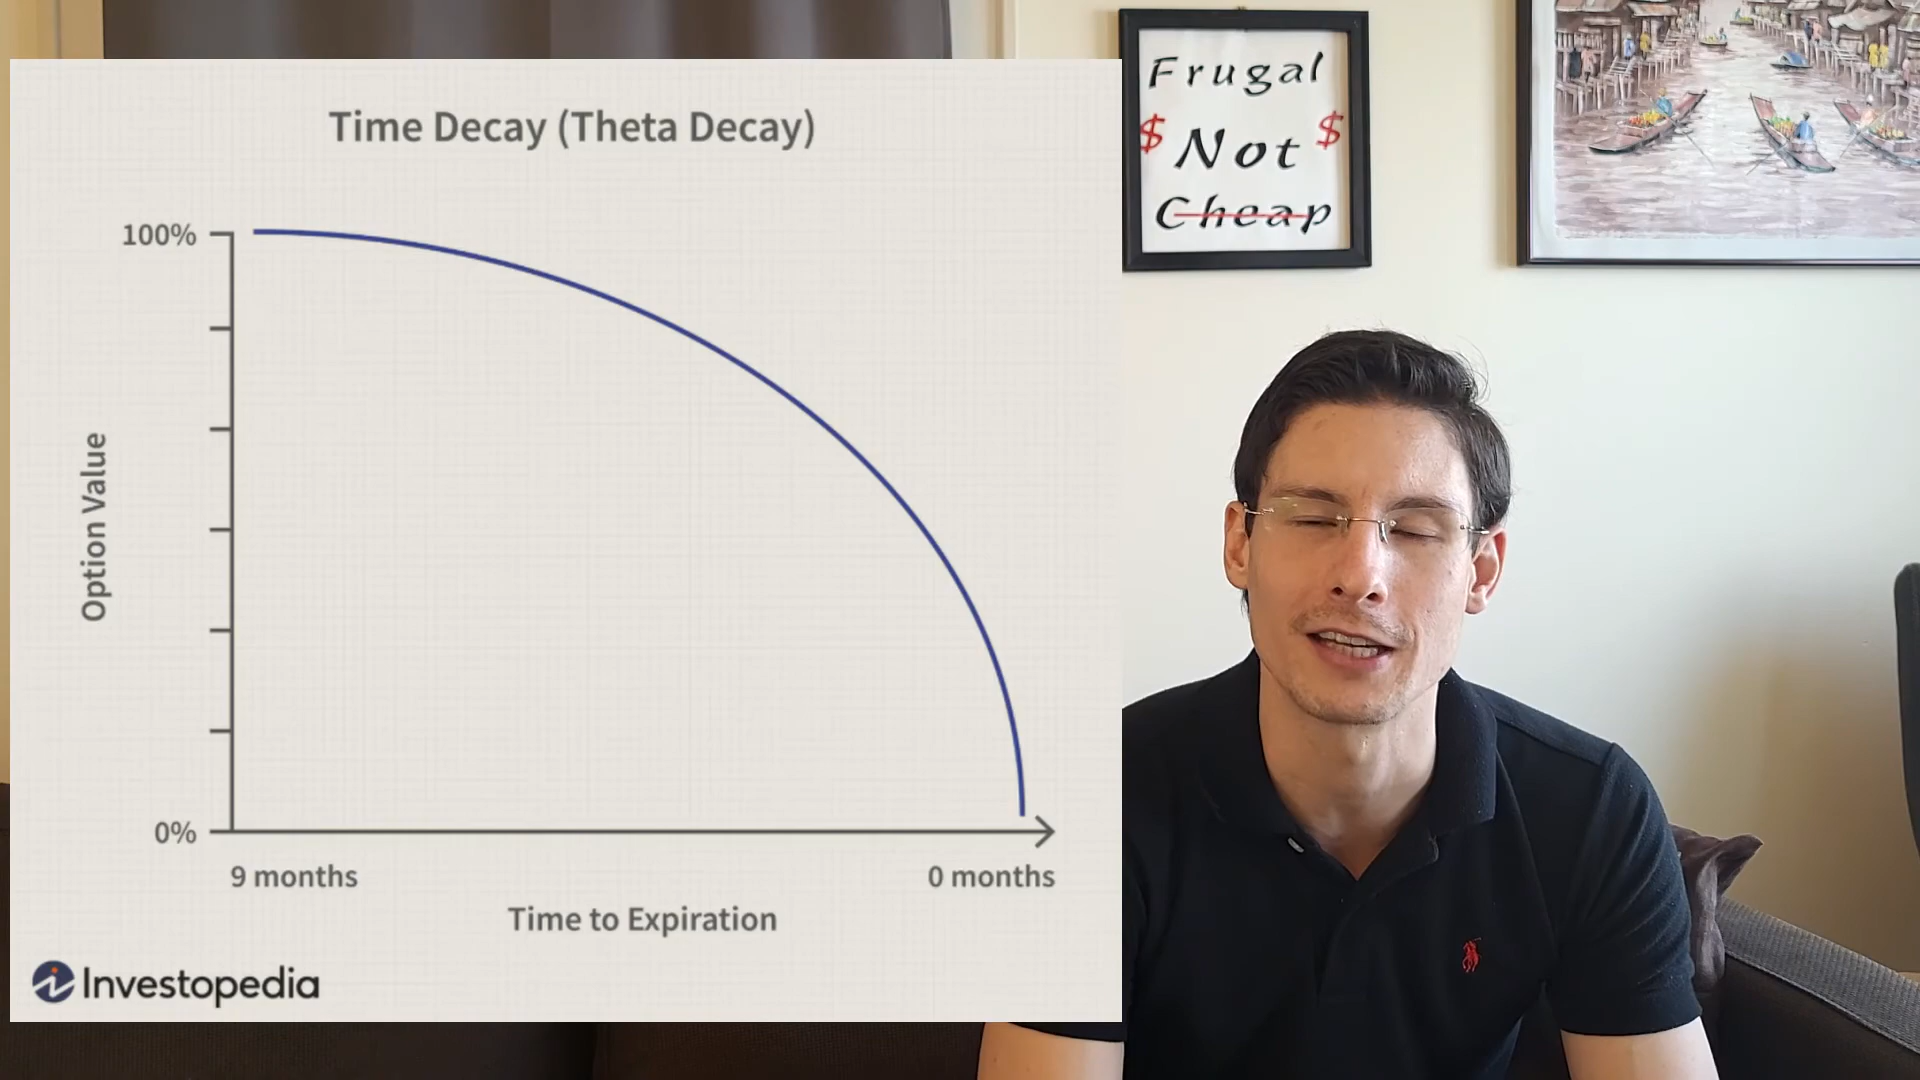 Time Decay (Theta Decay)
100%
Option Value
0%
9 months
0 months
Time to Expiration
Investopedia
Frugal
$ Not $
Cheap